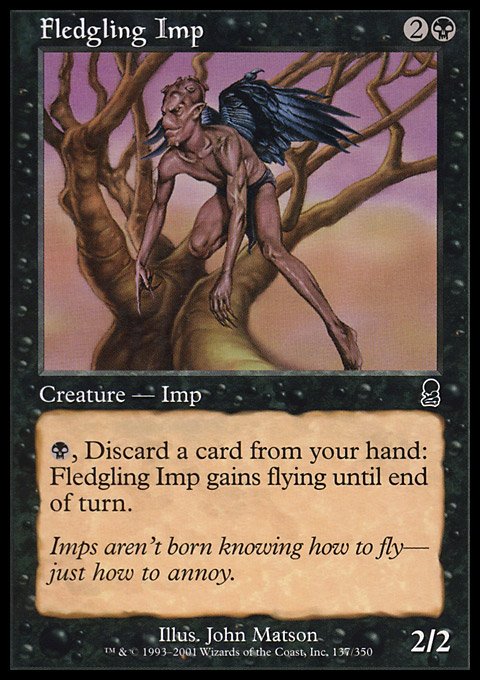 Fledgling Imp 2
Creature — Imp
, Discard a card from your hand:
Fledgling Imp gains flying until end
of turn.
Imps aren't born knowing how to fly—
just how to annoy.
Illus. John Matson
™ & © 1993-2001 Wizards of the Coast, Inc. 137/350
2/2